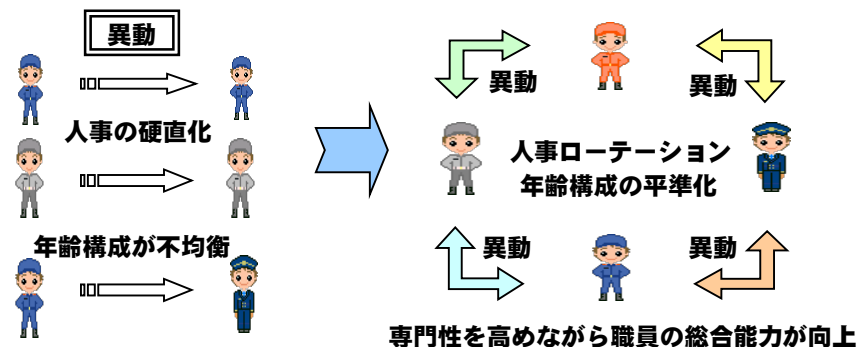 異動
人事の硬直化
年齢構成が不均衡
異動
異動
人事ローテーション
年齢構成の平準化
異動
異動
専門性を高めながら職員の総合能力が向上